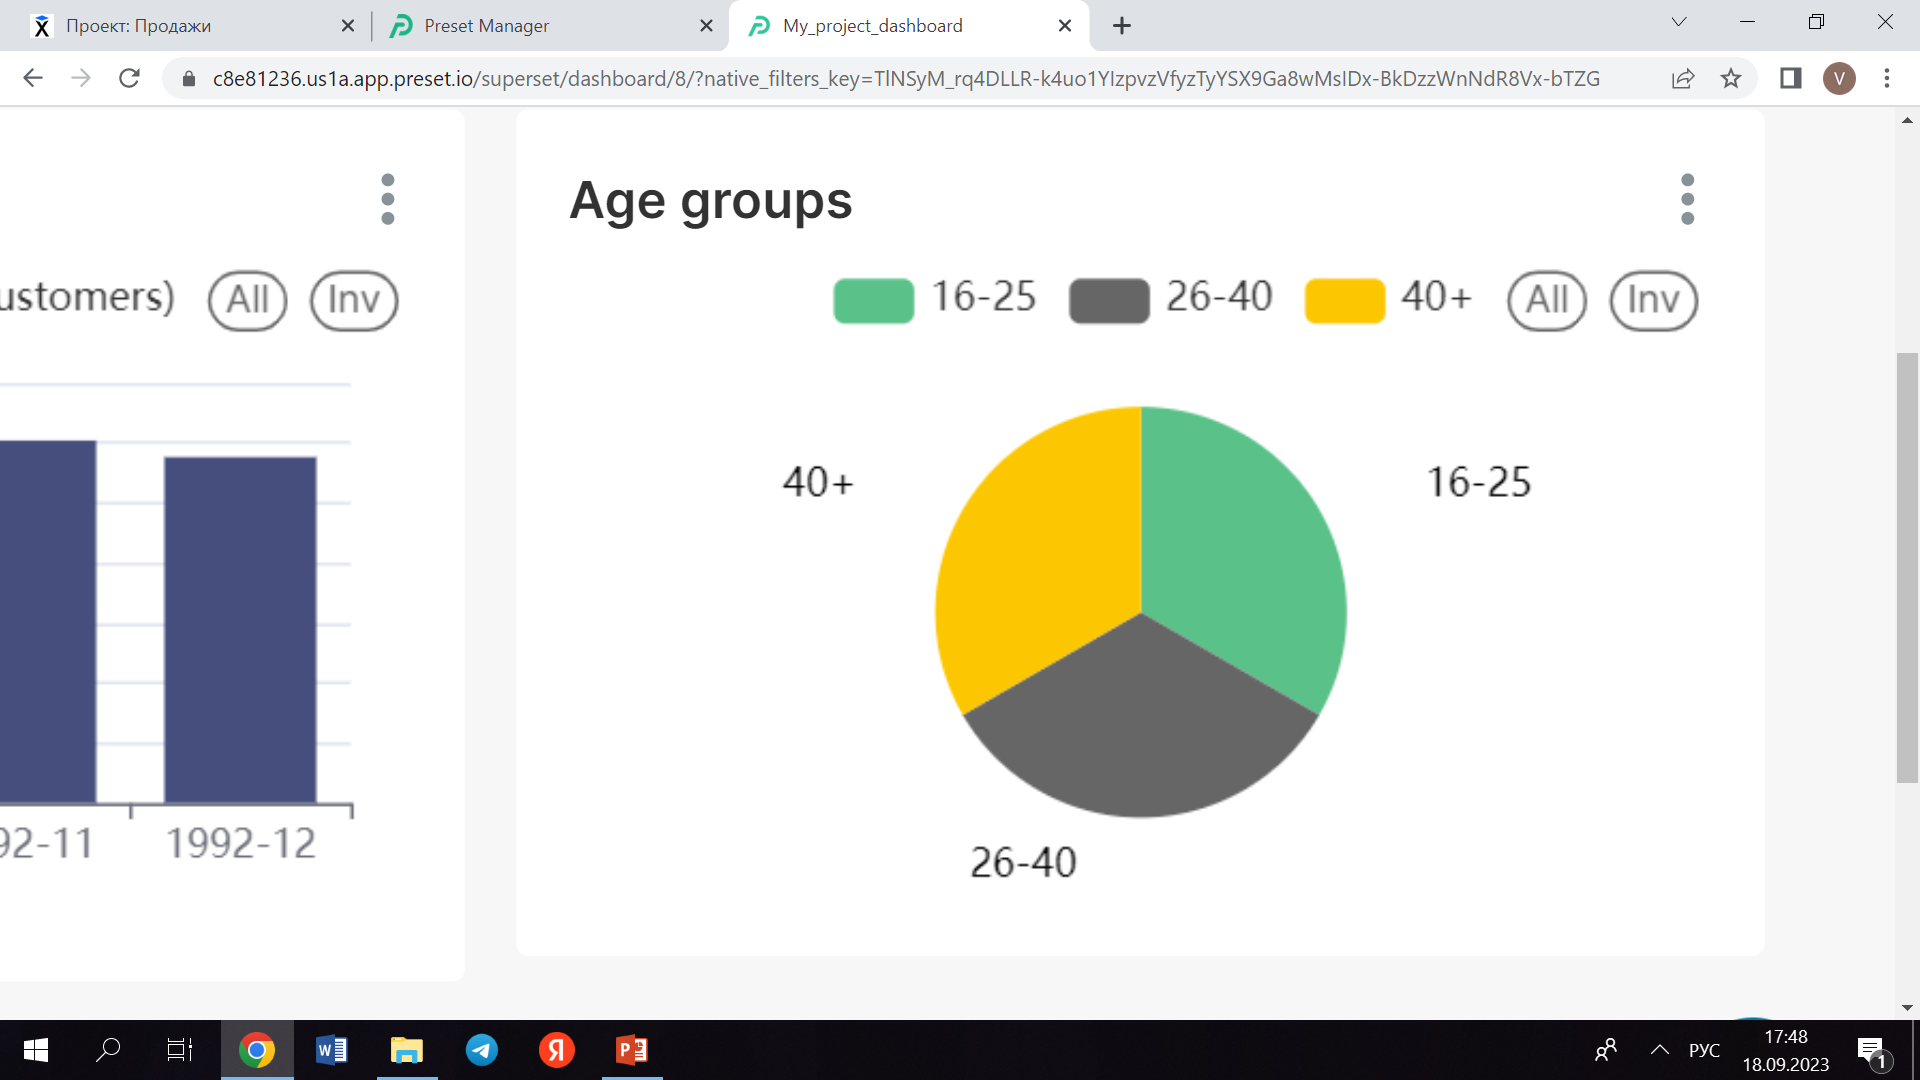 Проект: Продажи
Preset Manager
My_project_dashboard
c8e81236.us1a.app.preset.io/superset/dashboard/8/?native_filters_key=TlNSyM_rq4DLLR-k4uo1YIzpvzVfyzTyYSX9Ga8wMsIDx-BkDzzWnNdR8Vx-bTZG
V
ustomers) All Inv
92-11 1992-12
Age groups
16-25 26-40 40+ All Inv
40+ 16-25
26-40
РУС
17:48
18.09.2023
1